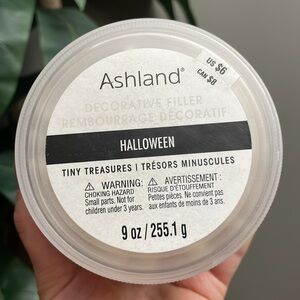 US $6
CAN $8
Ashland®
DECORATIVE FILLER
REMBOURRAGE DÉCORATIF
HALLOWEEN
TINY TREASURES | TRÉSORS MINUSCULES
⚠ WARNING:
CHOKING HAZARD
Small parts. Not for
children under 3 years.
⚠ AVERTISSEMENT :
RISQUE D'ÉTOUFFEMENT
Petites pièces. Ne convient pas
aux enfants de moins de 3 ans.
9 oz / 255.1 g